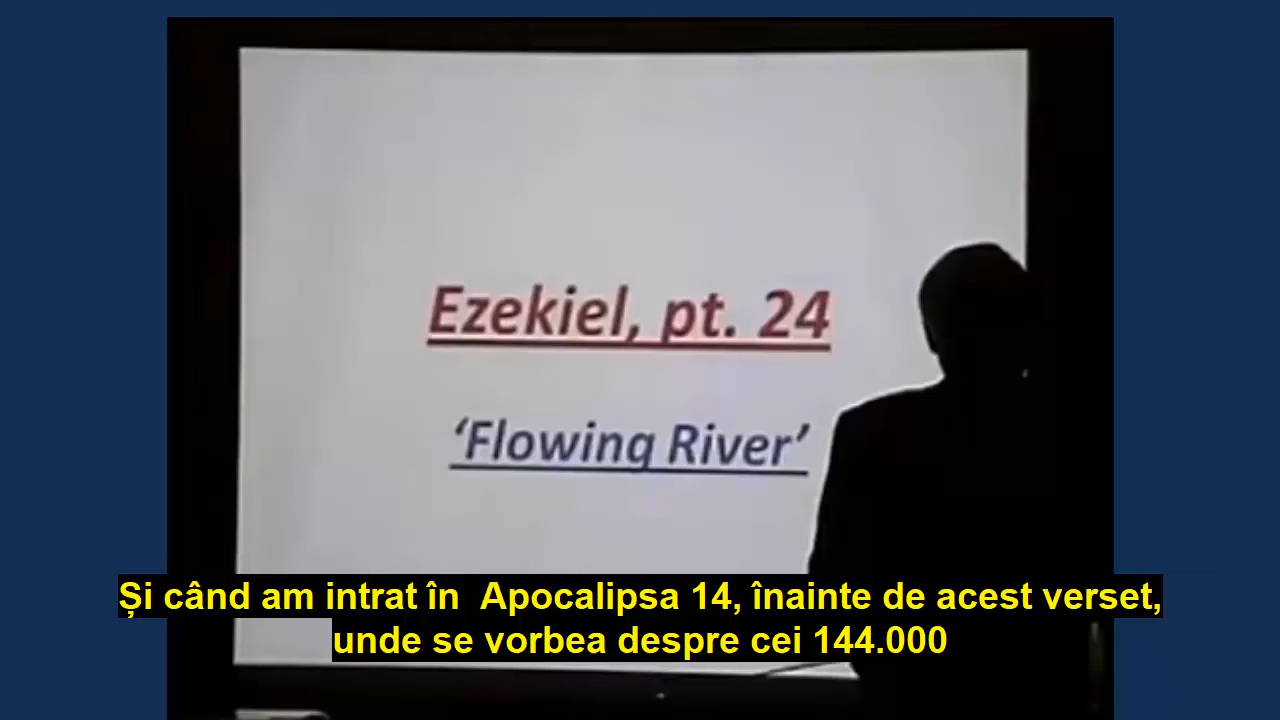 Ezekiel, pt. 24
‘Flowing River’
Și când am intrat în  Apocalipsa 14, înainte de acest verset,
unde se vorbea despre cei 144.000